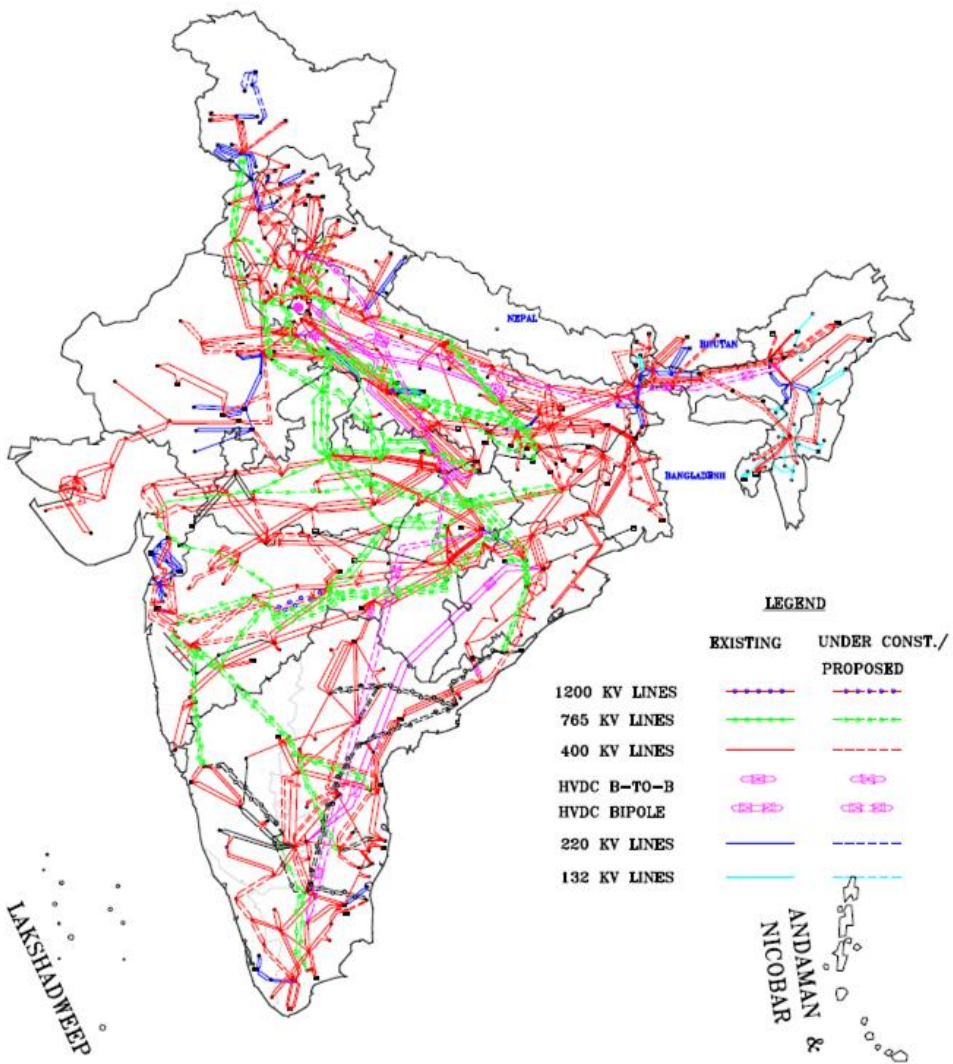 NEPAL
BHUTAN
BANGLADESH
LEGEND
EXISTING
UNDER CONST./
PROPOSED
1200 KV LINES
765 KV LINES
400 KV LINES
HVDC B-TO-B
HVDC BIPOLE
220 KV LINES
132 KV LINES
LAKSHADWEEP
ANDAMAN &
NICOBAR